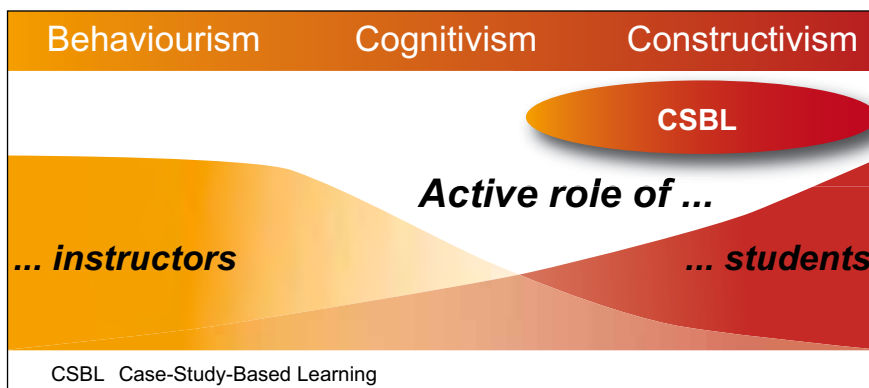 Behaviourism Cognitivism Constructivism
CSBL
Active role of ...
... instructors ... students
CSBL Case-Study-Based Learning